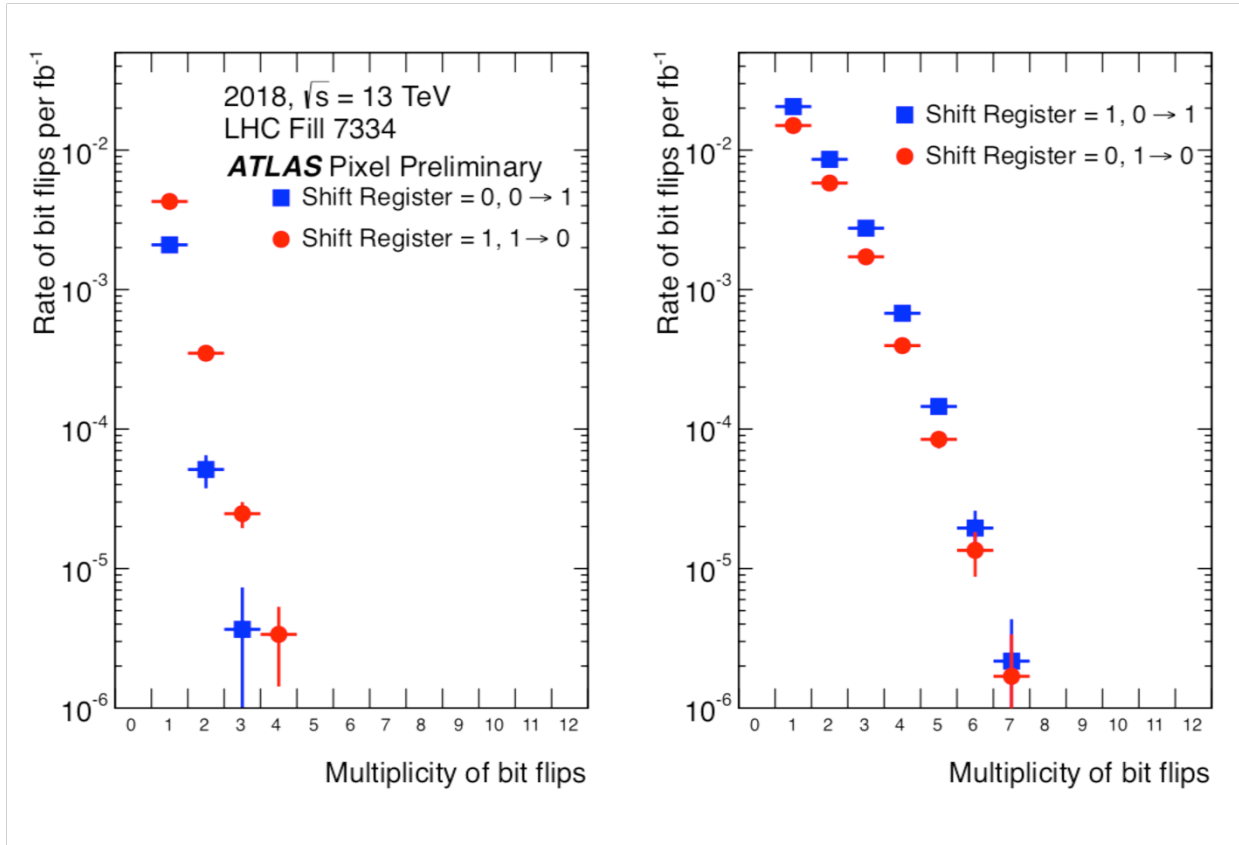 Rate of bit flips per fb⁻¹
2018, √s = 13 TeV
LHC Fill 7334
ATLAS Pixel Preliminary
Shift Register = 0, 0 → 1
Shift Register = 1, 1 → 0
10⁻²
10⁻³
10⁻⁴
10⁻⁵
10⁻⁶
0 1 2 3 4 5 6 7 8 9 10 11 12
Multiplicity of bit flips
Rate of bit flips per fb⁻¹
Shift Register = 1, 0 → 1
Shift Register = 0, 1 → 0
10⁻²
10⁻³
10⁻⁴
10⁻⁵
10⁻⁶
0 1 2 3 4 5 6 7 8 9 10 11 12
Multiplicity of bit flips